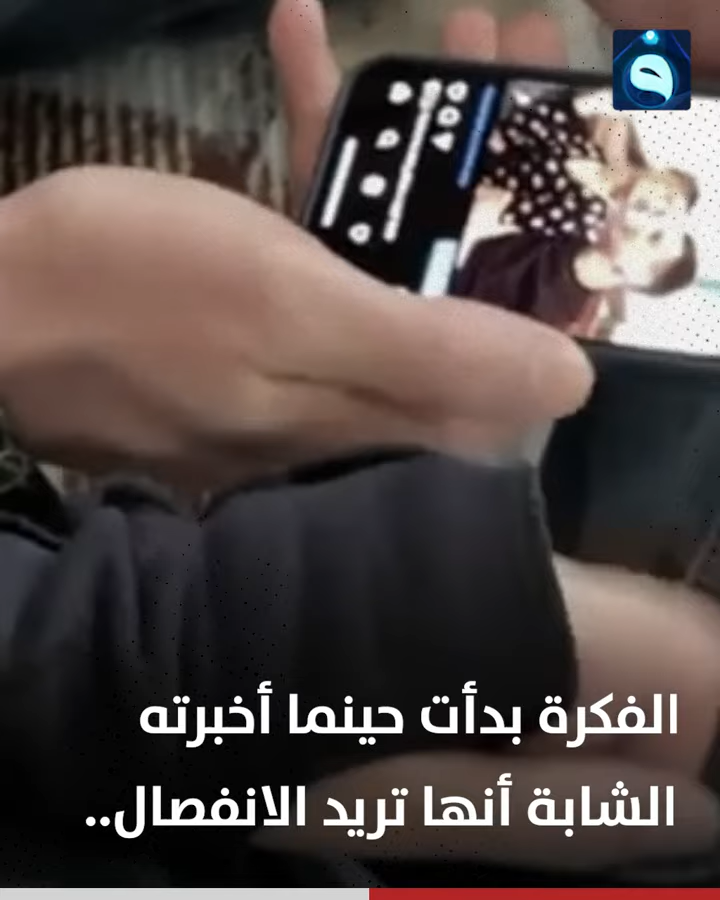 الفكرة بدأت حينما أخبرته
الشابة أنها تريد الانفصال..